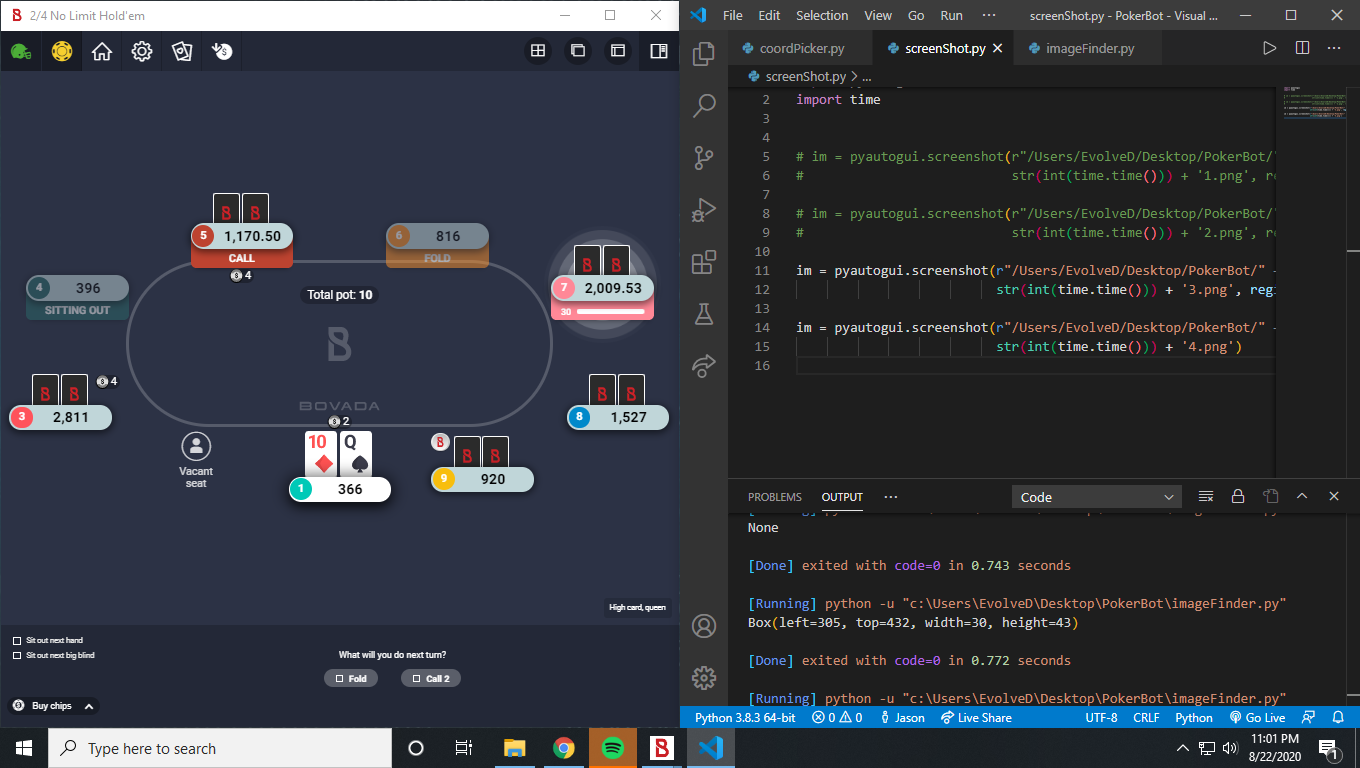 2/4 No Limit Hold'em
5 1,170.50
CALL
4
6 816
FOLD
4 396
SITTING OUT
Total pot: 10
7 2,009.53
30
4
3 2,811
BOVADA
2
8 1,527
Vacant
seat
10 Q
1 366
9 920
High card, queen
Sit out next hand
Sit out next big blind
What will you do next turn?
Fold Call 2
Buy chips
File Edit Selection View Go Run ··· screenShot.py - PokerBot - Visual ...
coordPicker.py screenShot.py imageFinder.py
screenShot.py > ...
2 import time
3
4
5 # im = pyautogui.screenshot(r"/Users/EvolveD/Desktop/PokerBot/"
6 # str(int(time.time())) + '1.png', re
7
8 # im = pyautogui.screenshot(r"/Users/EvolveD/Desktop/PokerBot/"
9 # str(int(time.time())) + '2.png', re
10
11 im = pyautogui.screenshot(r"/Users/EvolveD/Desktop/PokerBot/" +
12 str(int(time.time())) + '3.png', regi
13
14 im = pyautogui.screenshot(r"/Users/EvolveD/Desktop/PokerBot/" +
15 str(int(time.time())) + '4.png')
16
PROBLEMS OUTPUT ··· Code
None
[Done] exited with code=0 in 0.743 seconds
[Running] python -u "c:\Users\EvolveD\Desktop\PokerBot\imageFinder.py"
Box(left=305, top=432, width=30, height=43)
[Done] exited with code=0 in 0.772 seconds
[Running] python -u "c:\Users\EvolveD\Desktop\PokerBot\imageFinder.py"
Python 3.8.3 64-bit 0 0 Jason Live Share UTF-8 CRLF Python Go Live
Type here to search
11:01 PM
8/22/2020
1